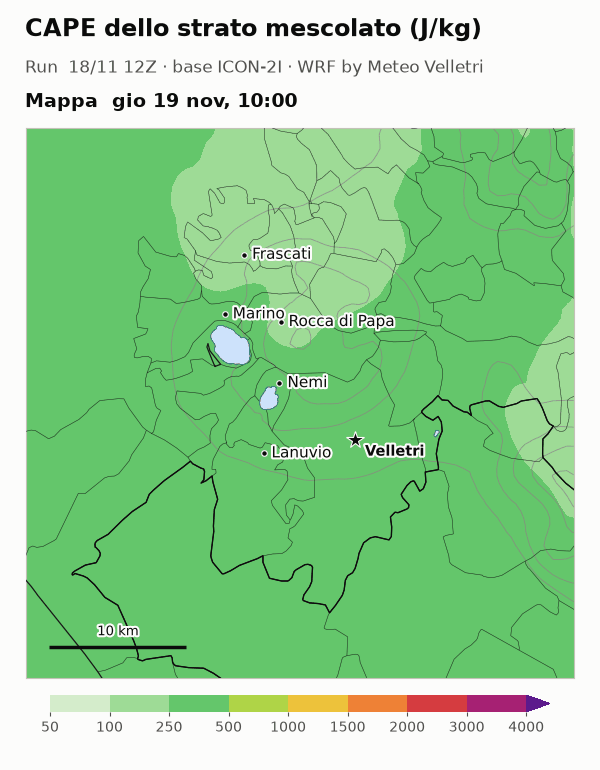 CAPE dello strato mescolato (J/kg)
Run  18/11 12Z · base ICON-2I · WRF by Meteo Velletri
Mappa  gio 19 nov, 10:00
Frascati
Marino
Rocca di Papa
Nemi
Velletri
Lanuvio
10 km
50 100 250 500 1000 1500 2000 3000 4000